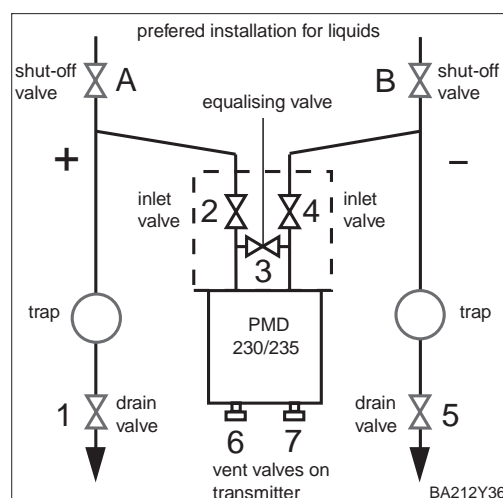 prefered installation for liquids
shut-off
valve
A
B
shut-off
valve
equalising valve
+
–
inlet
valve
2
4
inlet
valve
3
trap
PMD
230/235
trap
1
drain
valve
drain
valve
5
6
7
vent valves on
transmitter
BA212Y36